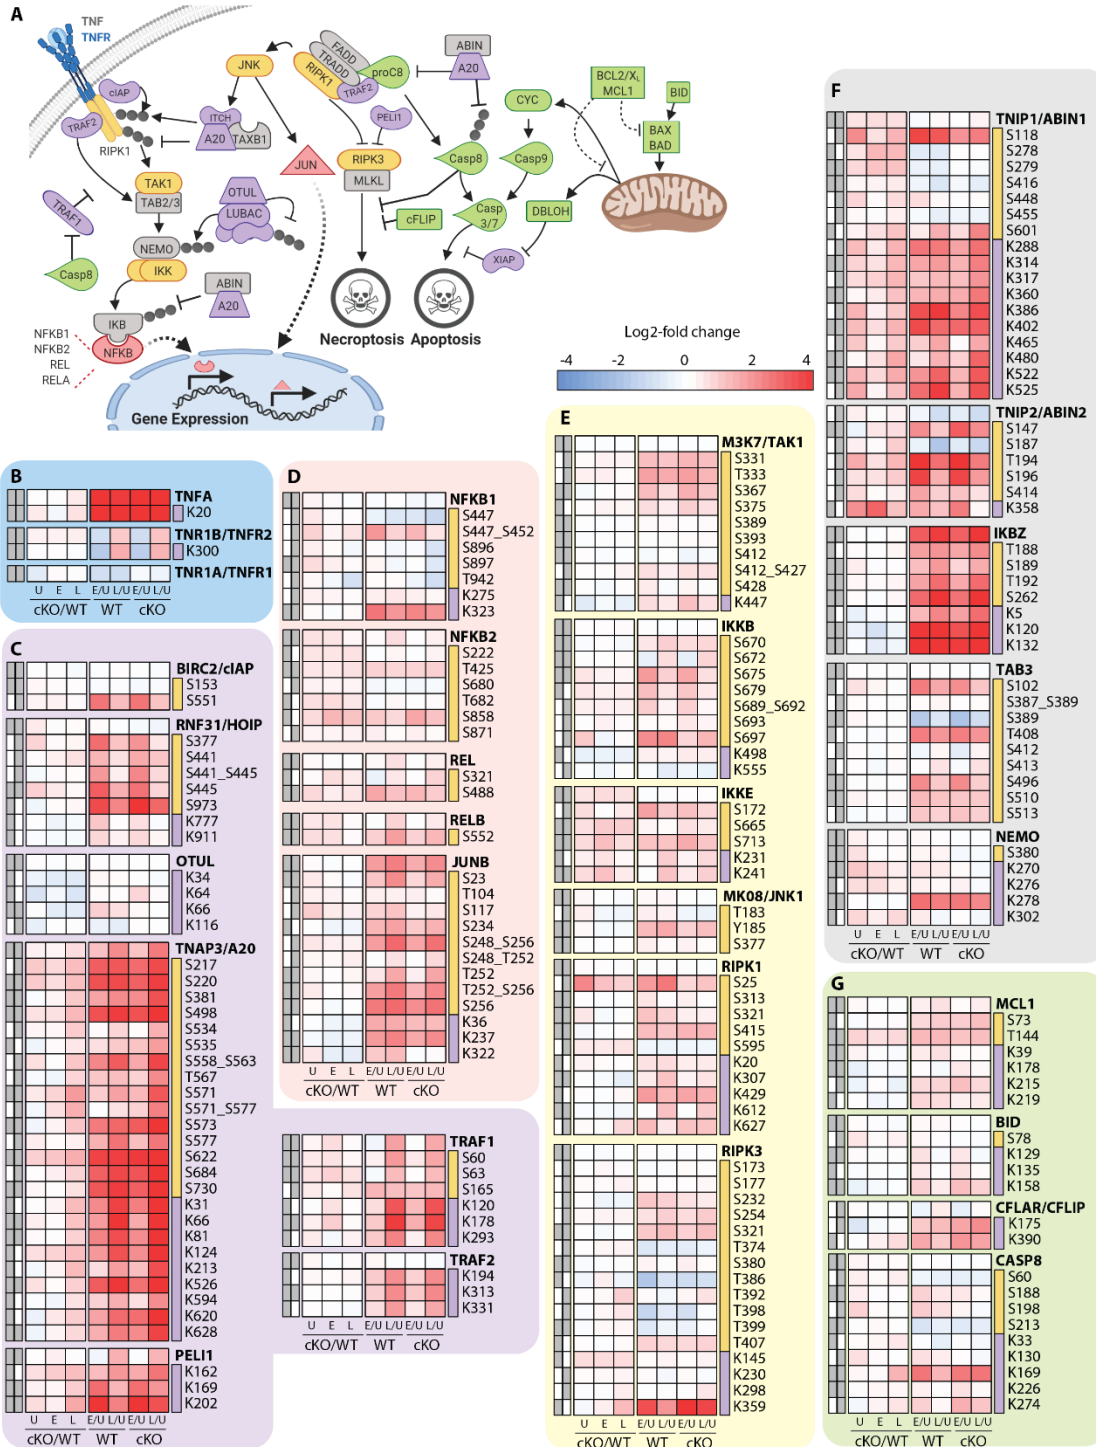 A
TNF
TNFR
cIAP
TRAF2
RIPK1
TAK1
TAB2/3
NEMO
IKK
IKB
NFKB
NFKB1
NFKB2
REL
RELA
TRAF1
Casp8
ABIN
A20
JNK
ITCH
A20
TAXB1
JUN
OTUL
LUBAC
FADD
TRADD
RIPK1
TRAF2
proC8
PELI1
RIPK3
MLKL
ABIN
A20
Casp8
cFLIP
CYC
Casp9
Casp
3/7
XIAP
DBLOH
BCL2/XL
MCL1
BID
BAX
BAD
Necroptosis
Apoptosis
Gene Expression
Log2-fold change
-4
-2
0
2
4
B
TNFA
K20
TNR1B/TNFR2
K300
TNR1A/TNFR1
U E L E/U L/U E/U L/U
cKO/WT WT cKO
C
BIRC2/cIAP
S153
S551
RNF31/HOIP
S377
S441
S441_S445
S445
S973
K777
K911
OTUL
K34
K64
K66
K116
TNAP3/A20
S217
S220
S381
S498
S534
S535
S558_S563
T567
S571
S571_S577
S573
S577
S622
S684
S730
K31
K66
K81
K124
K213
K526
K594
K620
K628
PELI1
K162
K169
K202
U E L E/U L/U E/U L/U
cKO/WT WT cKO
D
NFKB1
S447
S447_S452
S896
S897
T942
K275
K323
NFKB2
S222
T425
S680
T682
S858
S871
REL
S321
S488
RELB
S552
JUNB
S23
T104
S117
S234
S248_S256
S248_T252
T252
T252_S256
S256
K36
K237
K322
U E L E/U L/U E/U L/U
cKO/WT WT cKO
TRAF1
S60
S63
S165
K120
K178
K293
TRAF2
K194
K313
K331
U E L E/U L/U E/U L/U
cKO/WT WT cKO
E
M3K7/TAK1
S331
T333
S367
S375
S389
S393
S412
S412_S427
S428
K447
IKKB
S670
S672
S675
S679
S689_S692
S693
S697
K498
K555
IKKE
S172
S665
S713
K231
K241
MK08/JNK1
T183
Y185
S377
RIPK1
S25
S313
S321
S415
S595
K20
K307
K429
K612
K627
RIPK3
S173
S177
S232
S254
S321
T374
S380
T386
T392
T398
T399
T407
K145
K230
K298
K359
U E L E/U L/U E/U L/U
cKO/WT WT cKO
F
TNIP1/ABIN1
S118
S278
S279
S416
S448
S455
S601
K288
K314
K317
K360
K386
K402
K465
K480
K522
K525
TNIP2/ABIN2
S147
S187
T194
S196
S414
K358
IKBZ
T188
S189
T192
S262
K5
K120
K132
TAB3
S102
S387_S389
S389
T408
S412
S413
S496
S510
S513
NEMO
S380
K270
K276
K278
K302
U E L E/U L/U E/U L/U
cKO/WT WT cKO
G
MCL1
S73
T144
K39
K178
K215
K219
BID
S78
K129
K135
K158
CFLAR/CFLIP
K175
K390
CASP8
S60
S188
S198
S213
K33
K130
K169
K226
K274
U E L E/U L/U E/U L/U
cKO/WT WT cKO